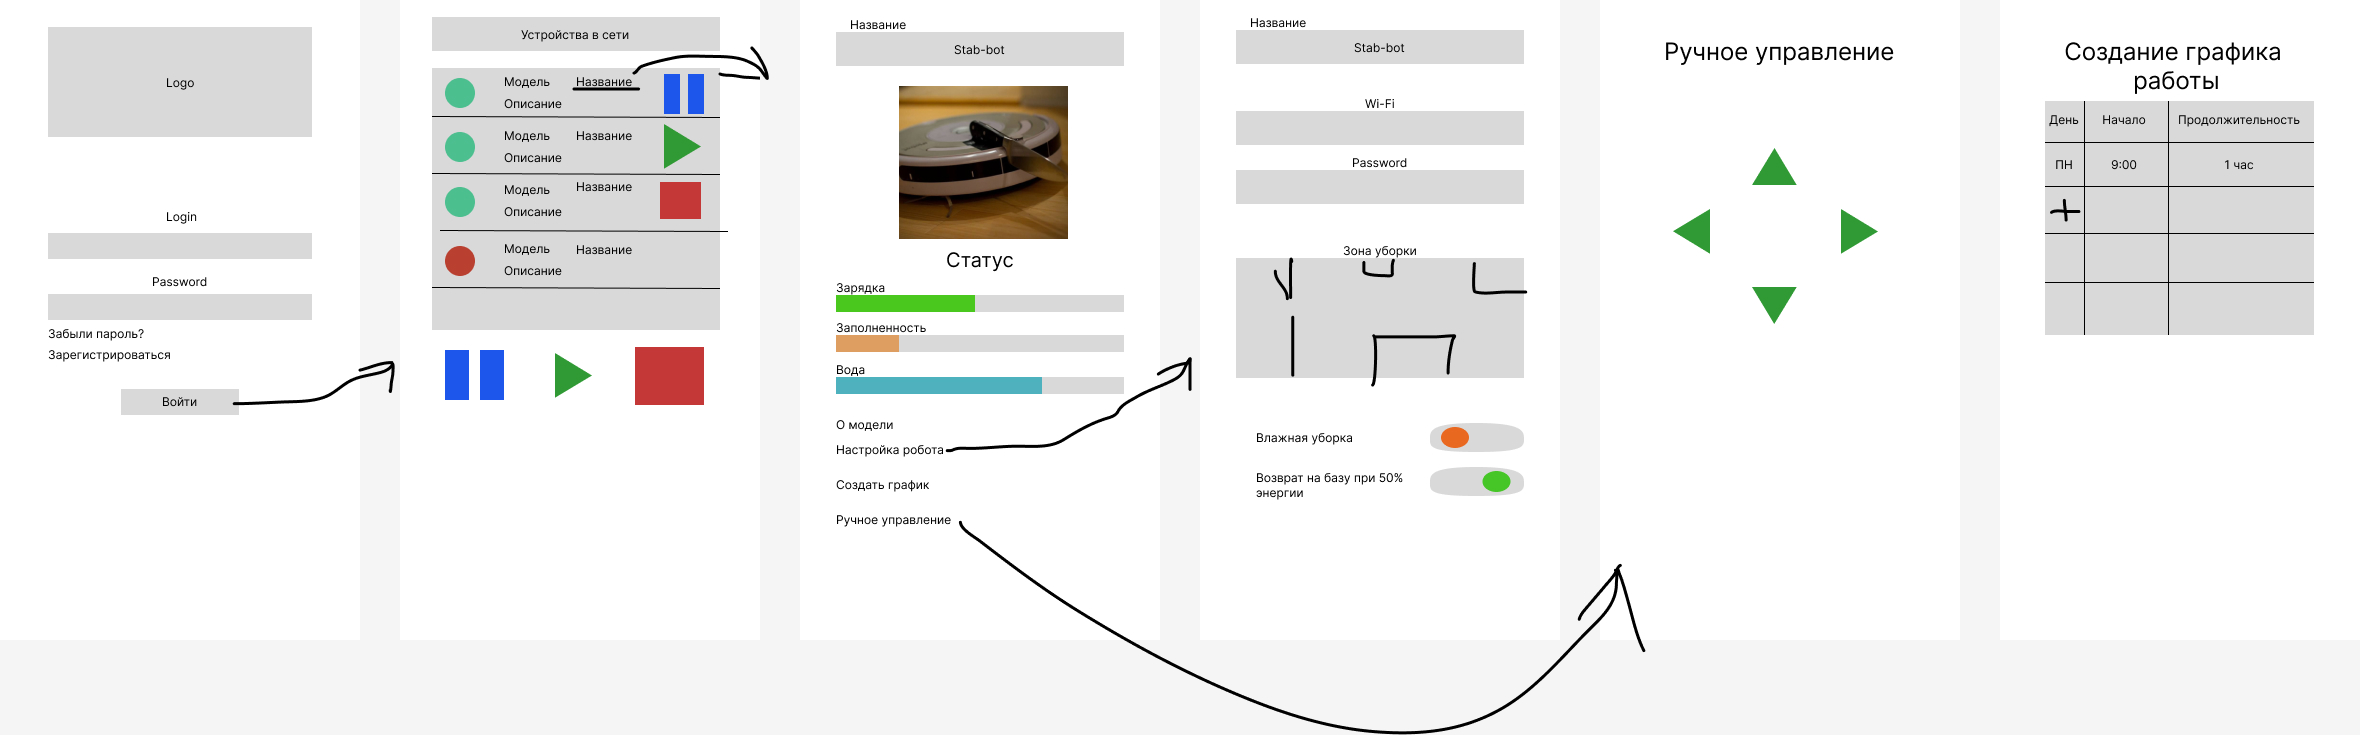 Logo
Login
Password
Забыли пароль?
Зарегистрироваться
Войти
Устройства в сети
Модель Название
Описание
Модель Название
Описание
Модель Название
Описание
Модель Название
Описание
Название
Stab-bot
Статус
Зарядка
Заполненность
Вода
О модели
Настройка робота
Создать график
Ручное управление
Название
Stab-bot
Wi-Fi
Password
Зона уборки
Влажная уборка
Возврат на базу при 50%
энергии
Ручное управление
Создание графика
работы
День Начало Продолжительность
ПН 9:00 1 час
+